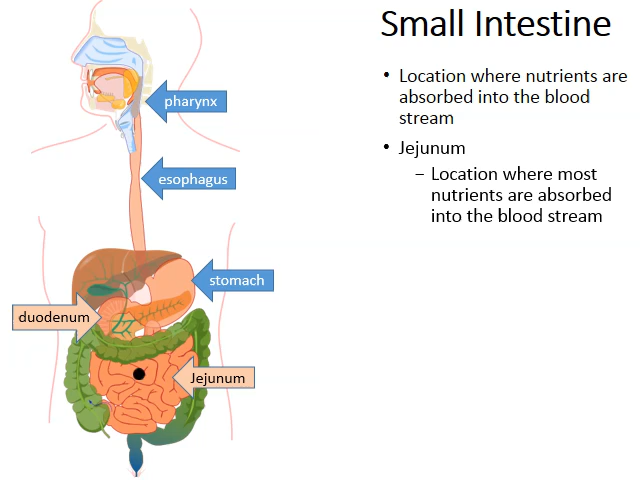 Small Intestine
• Location where nutrients are
absorbed into the blood
stream
• Jejunum
– Location where most
nutrients are absorbed
into the blood stream
pharynx
esophagus
stomach
duodenum
Jejunum